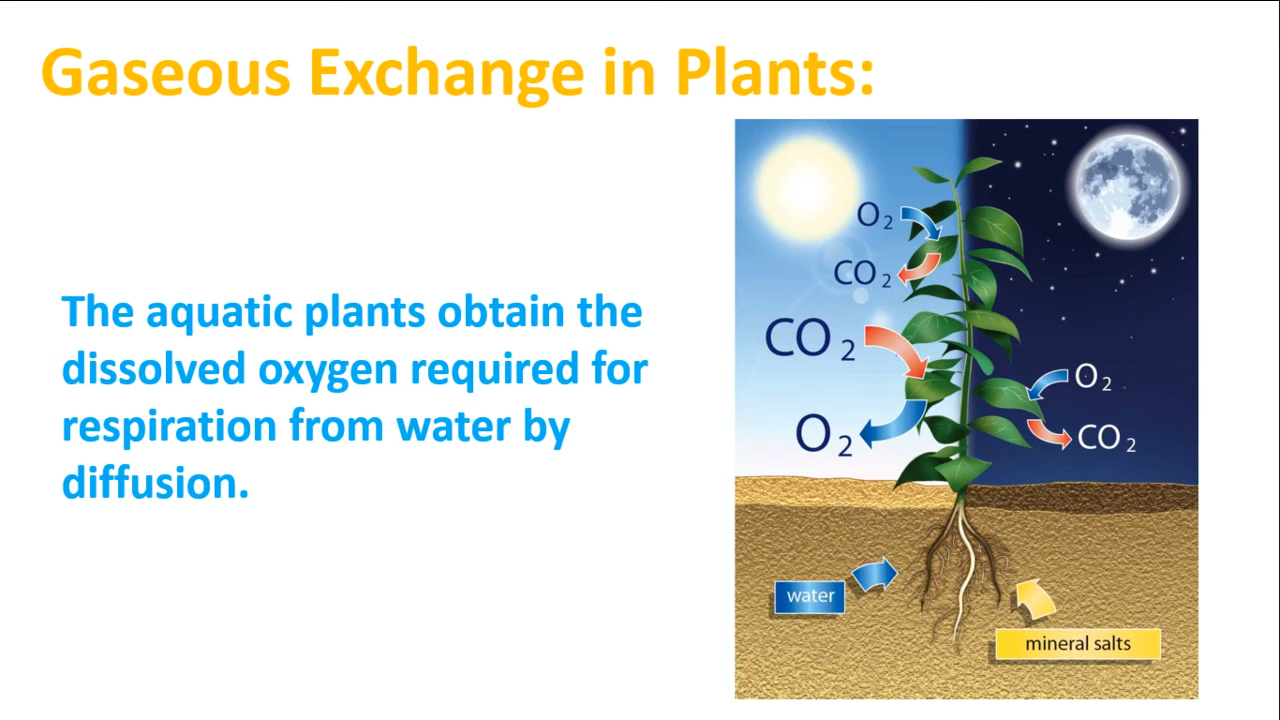 Gaseous Exchange in Plants:
The aquatic plants obtain the
dissolved oxygen required for
respiration from water by
diffusion.
O₂
CO₂
CO₂
O₂
O₂
CO₂
water
mineral salts